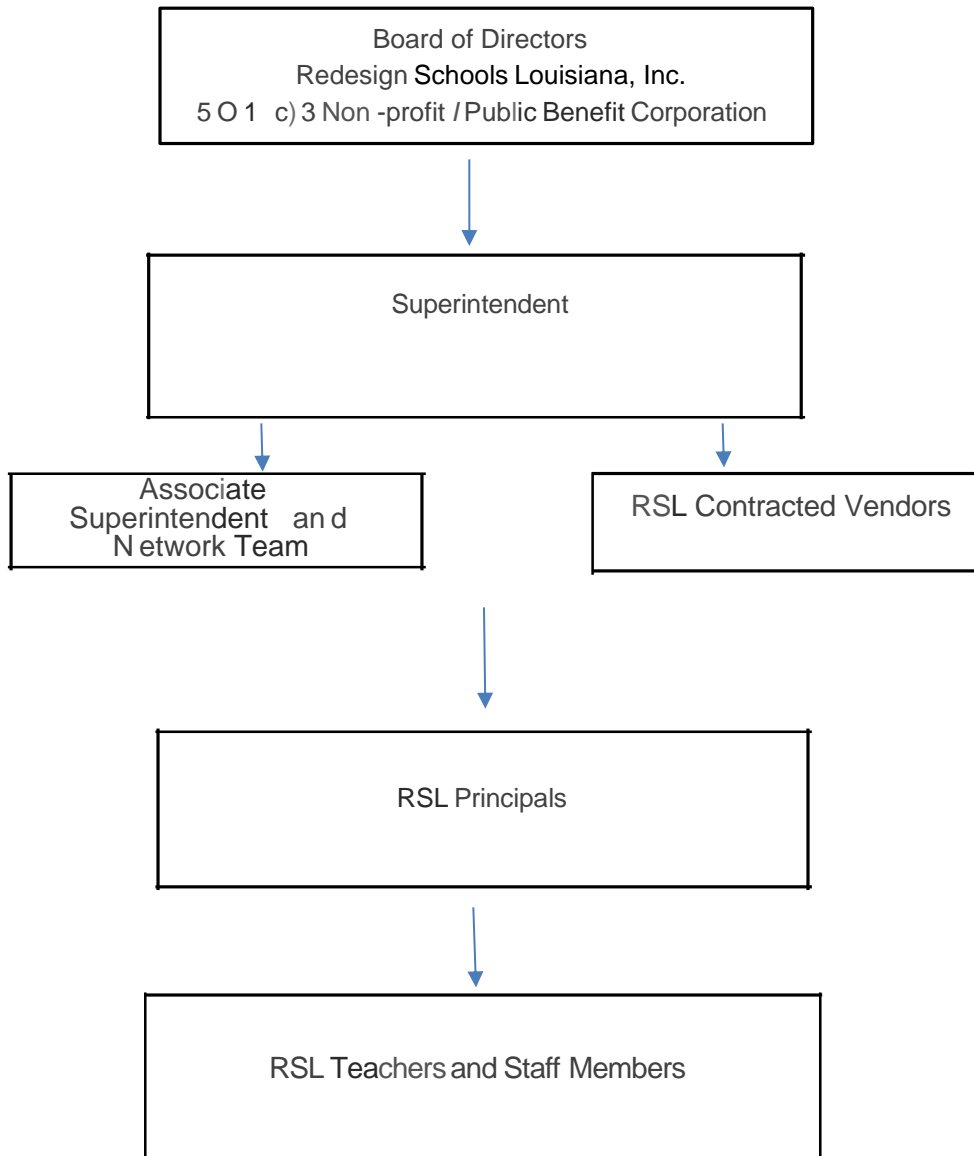 Board of Directors
Redesign Schools Louisiana, Inc.
5 O 1 c) 3 Non -profit / Public Benefit Corporation
Superintendent
Associate
Superintendent an d
N etwork Team
RSL Contracted Vendors
RSL Principals
RSL Teachers and Staff Members